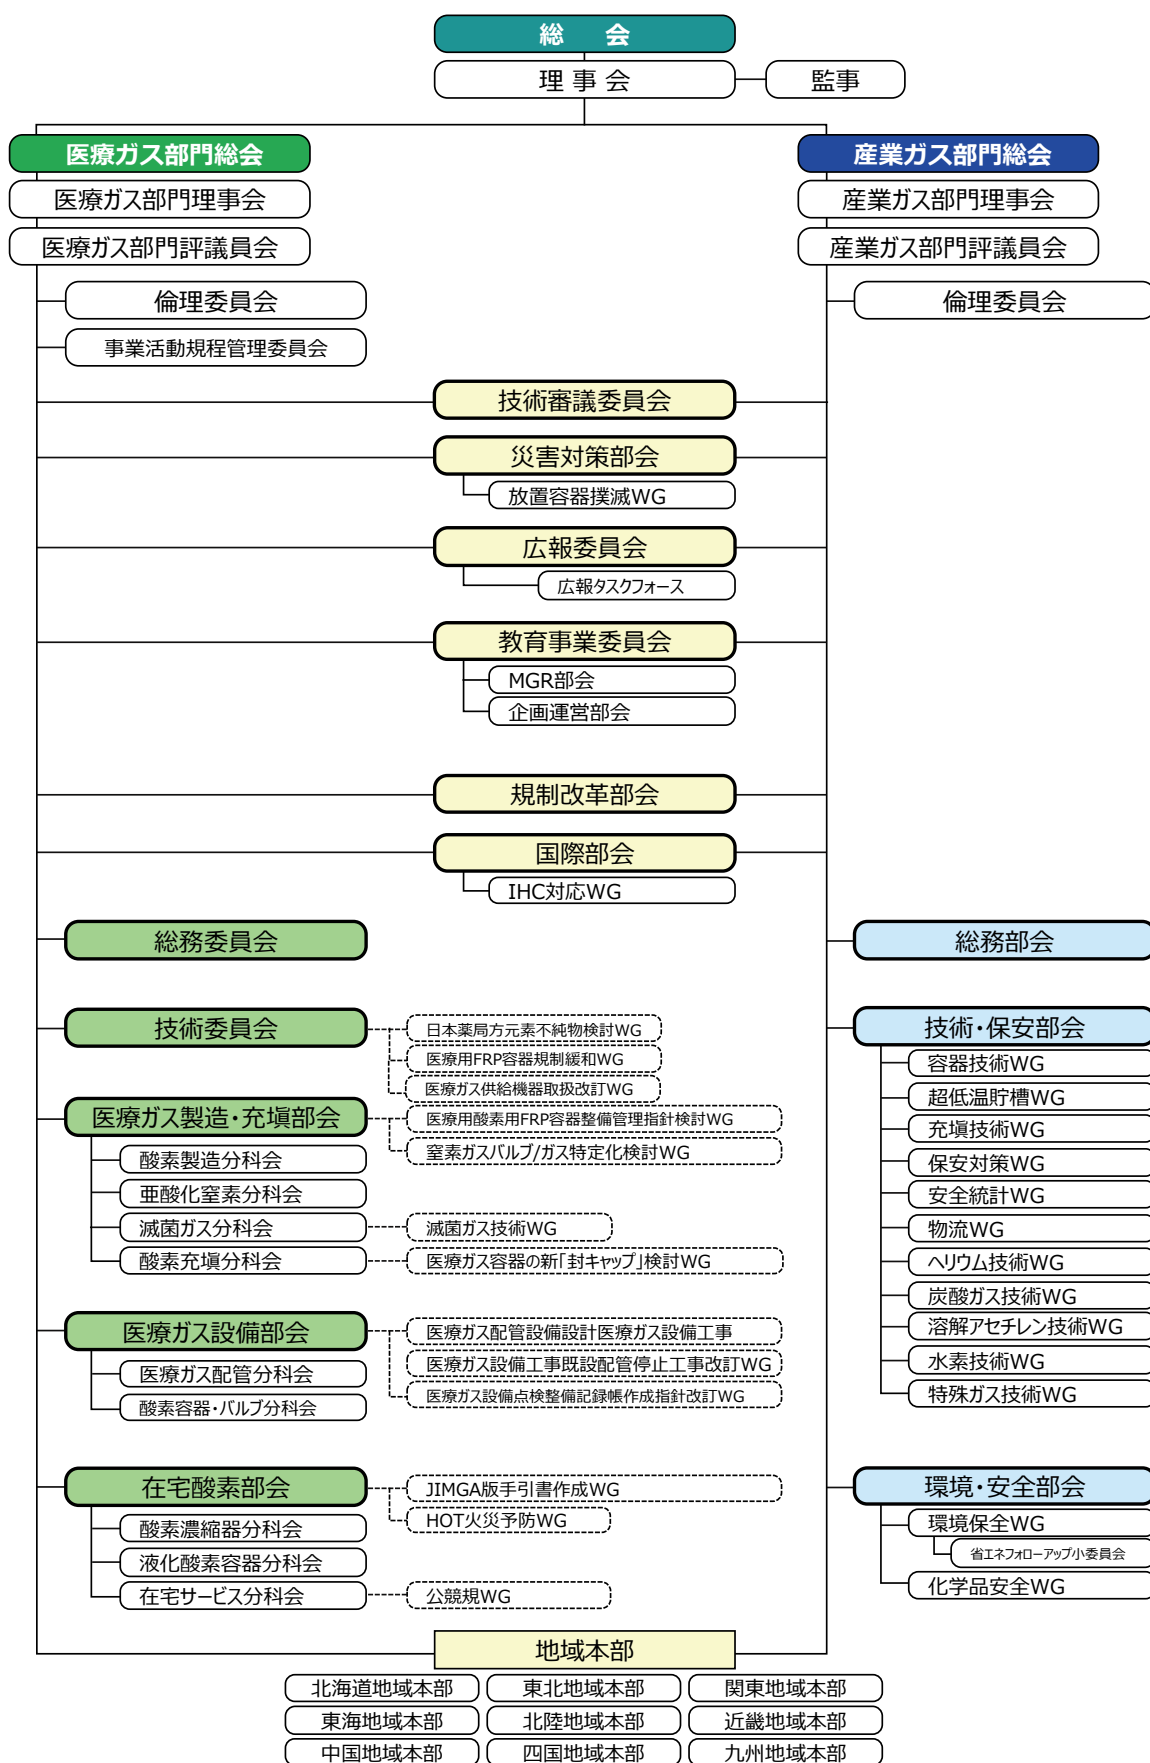 総 会
理 事 会
監事
医療ガス部門総会
医療ガス部門理事会
医療ガス部門評議員会
倫理委員会
事業活動規程管理委員会
産業ガス部門総会
産業ガス部門理事会
産業ガス部門評議員会
倫理委員会
技術審議委員会
災害対策部会
放置容器撲滅WG
広報委員会
広報タスクフォース
教育事業委員会
MGR部会
企画運営部会
規制改革部会
国際部会
IHC対応WG
総務委員会
技術委員会
日本薬局方元素不純物検討WG
医療用FRP容器規制緩和WG
医療ガス供給機器取扱改訂WG
医療ガス製造・充塡部会
医療用酸素用FRP容器整備管理指針検討WG
窒素ガスバルブ/ガス特定化検討WG
酸素製造分科会
亜酸化窒素分科会
滅菌ガス分科会
滅菌ガス技術WG
酸素充塡分科会
医療ガス容器の新「封キャップ」検討WG
医療ガス設備部会
医療ガス配管設備設計医療ガス設備工事
医療ガス設備工事既設配管停止工事改訂WG
医療ガス設備点検整備記録帳作成指針改訂WG
医療ガス配管分科会
酸素容器・バルブ分科会
在宅酸素部会
JIMGA版手引書作成WG
HOT火災予防WG
酸素濃縮器分科会
液化酸素容器分科会
在宅サービス分科会
公競規WG
総務部会
技術・保安部会
容器技術WG
超低温貯槽WG
充塡技術WG
保安対策WG
安全統計WG
物流WG
ヘリウム技術WG
炭酸ガス技術WG
溶解アセチレン技術WG
水素技術WG
特殊ガス技術WG
環境・安全部会
環境保全WG
省エネフォローアップ小委員会
化学品安全WG
地域本部
北海道地域本部
東北地域本部
関東地域本部
東海地域本部
北陸地域本部
近畿地域本部
中国地域本部
四国地域本部
九州地域本部